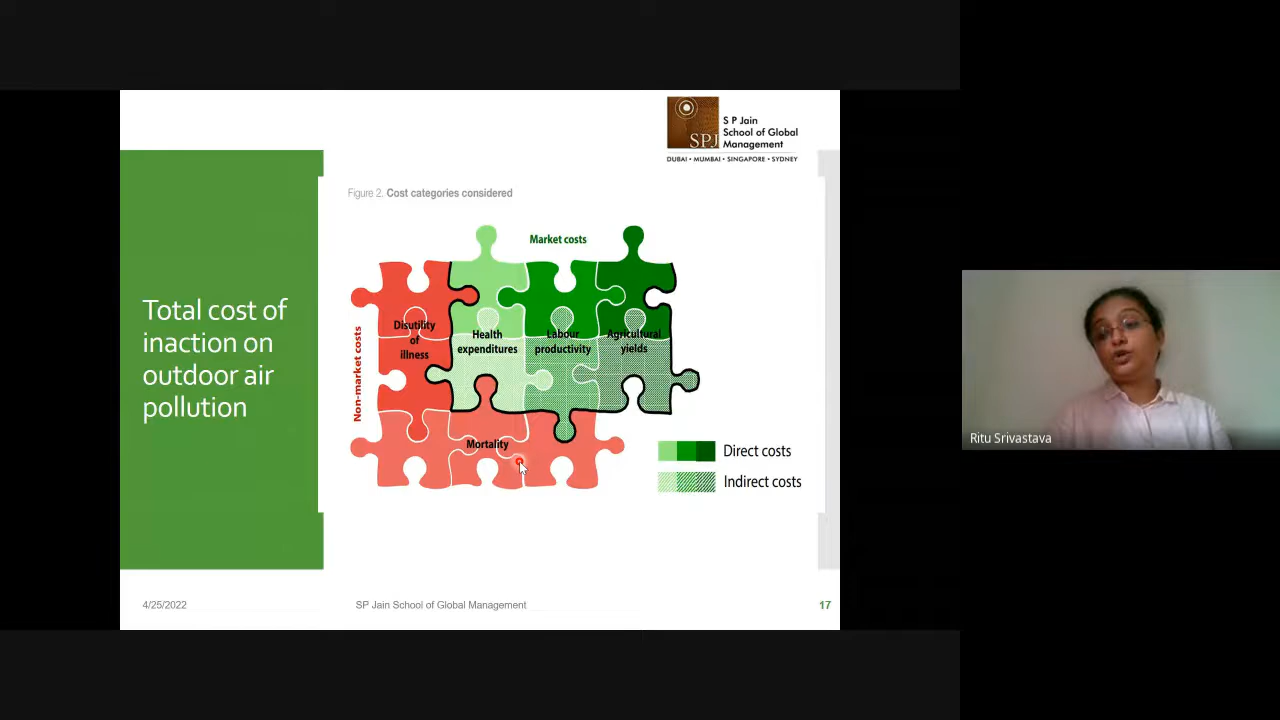 SPJ
S P Jain
School of Global
Management
DUBAI • MUMBAI • SINGAPORE • SYDNEY
Total cost of
inaction on
outdoor air
pollution
Figure 2. Cost categories considered
Market costs
Non-market costs
Disutility
of
illness
Health
expenditures
Labour
productivity
Agricultural
yields
Mortality
Direct costs
Indirect costs
4/25/2022
SP Jain School of Global Management
17
Ritu Srivastava